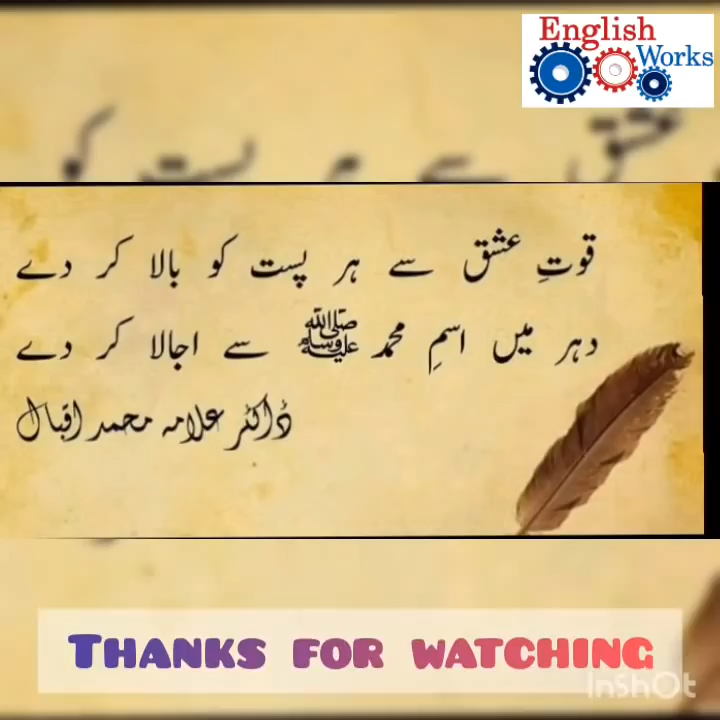 English
Works
قوتِ عشق سے ہر پست کو بالا کر دے
دہر میں اسمِ محمد ﷺ سے اجالا کر دے
ڈاکٹر علامہ محمد اقبال
THANKS FOR WATCHING
InShOt